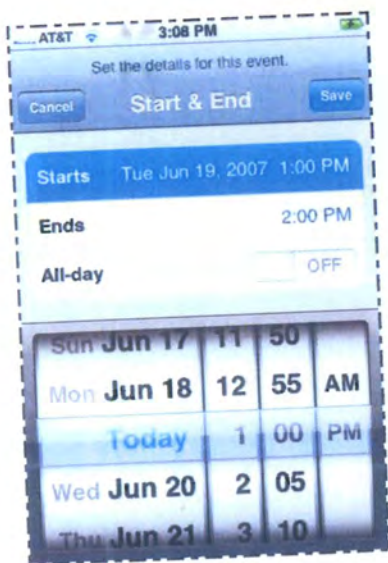 AT&T 3:08 PM
Set the details for this event.
Cancel Start & End Save
Starts Tue Jun 19, 2007 1:00 PM
Ends 2:00 PM
All-day OFF
Sun Jun 17 11 50
Mon Jun 18 12 55 AM
Today 1 00 PM
Wed Jun 20 2 05
Thu Jun 21 3 10